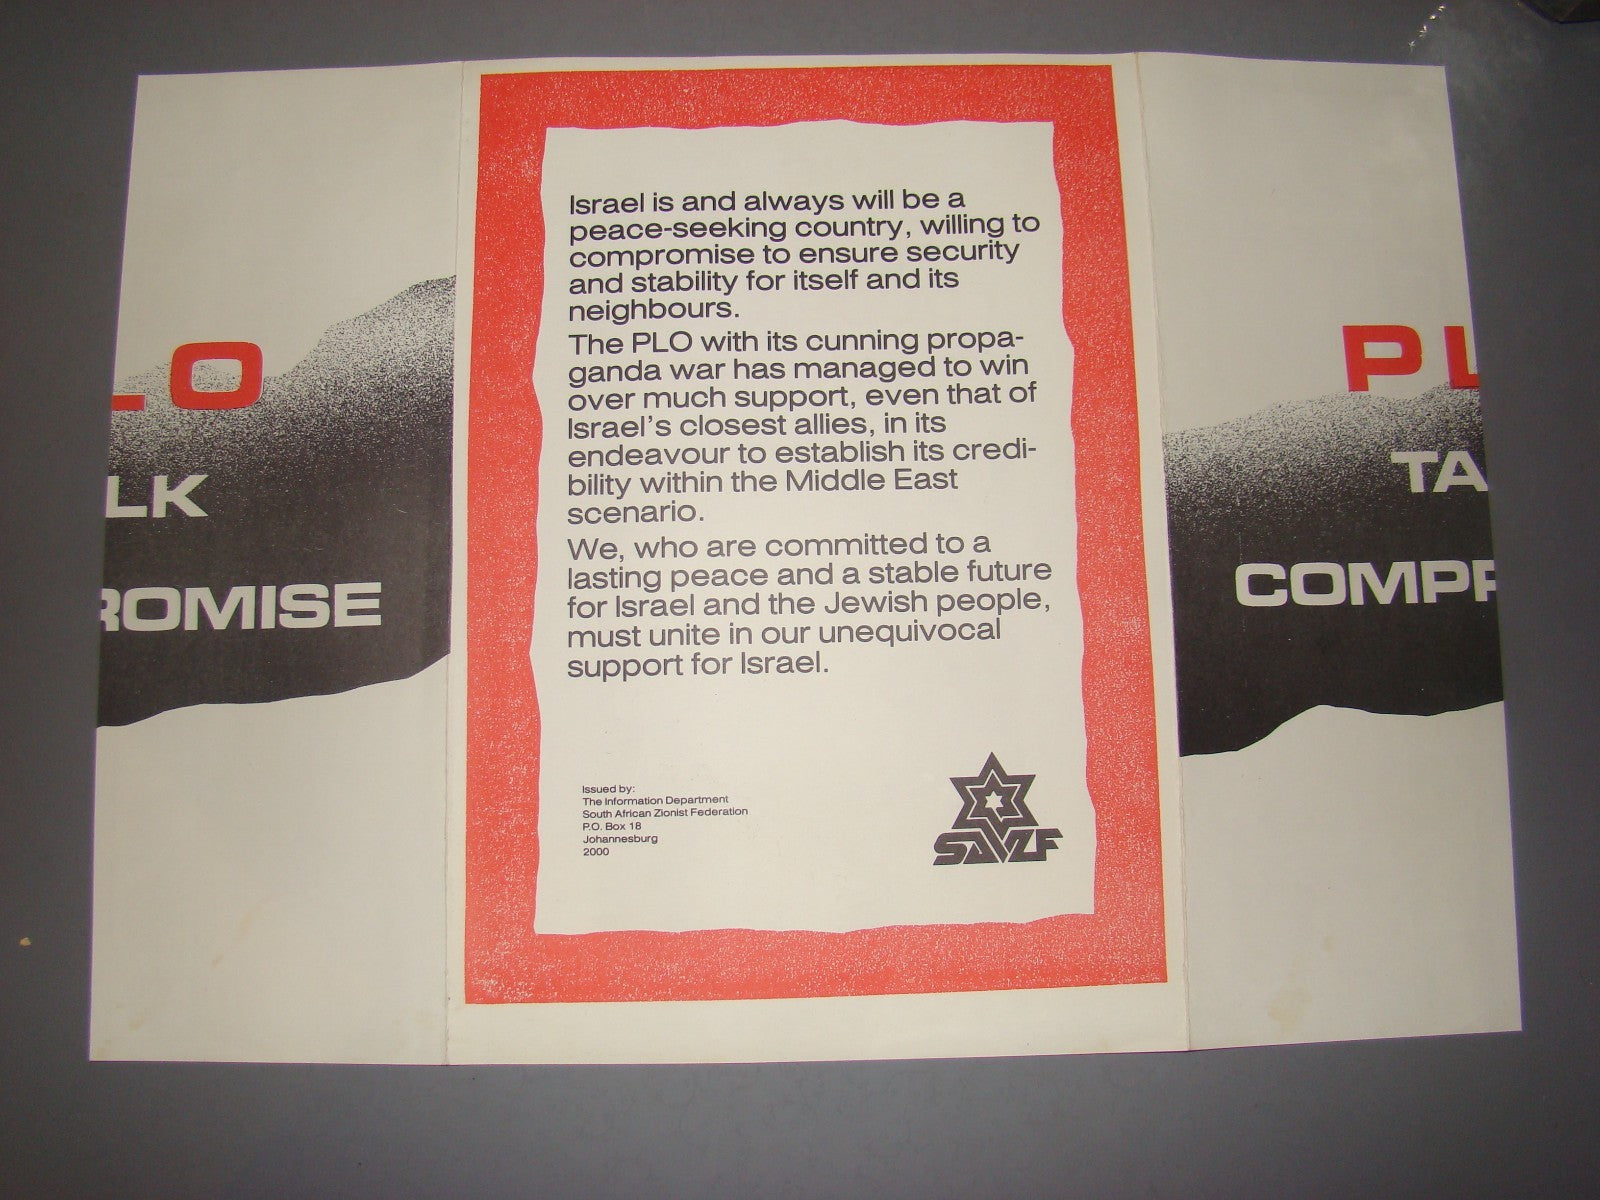 LO
LK
ROMISE
Israel is and always will be a
peace-seeking country, willing to
compromise to ensure security
and stability for itself and its
neighbours.
The PLO with its cunning propa-
ganda war has managed to win
over much support, even that of
Israel's closest allies, in its
endeavour to establish its credi-
bility within the Middle East
scenario.
We, who are committed to a
lasting peace and a stable future
for Israel and the Jewish people,
must unite in our unequivocal
support for Israel.
Issued by:
The Information Department
South African Zionist Federation
P.O. Box 18
Johannesburg
2000
SAZF
PL
TA
COMPR